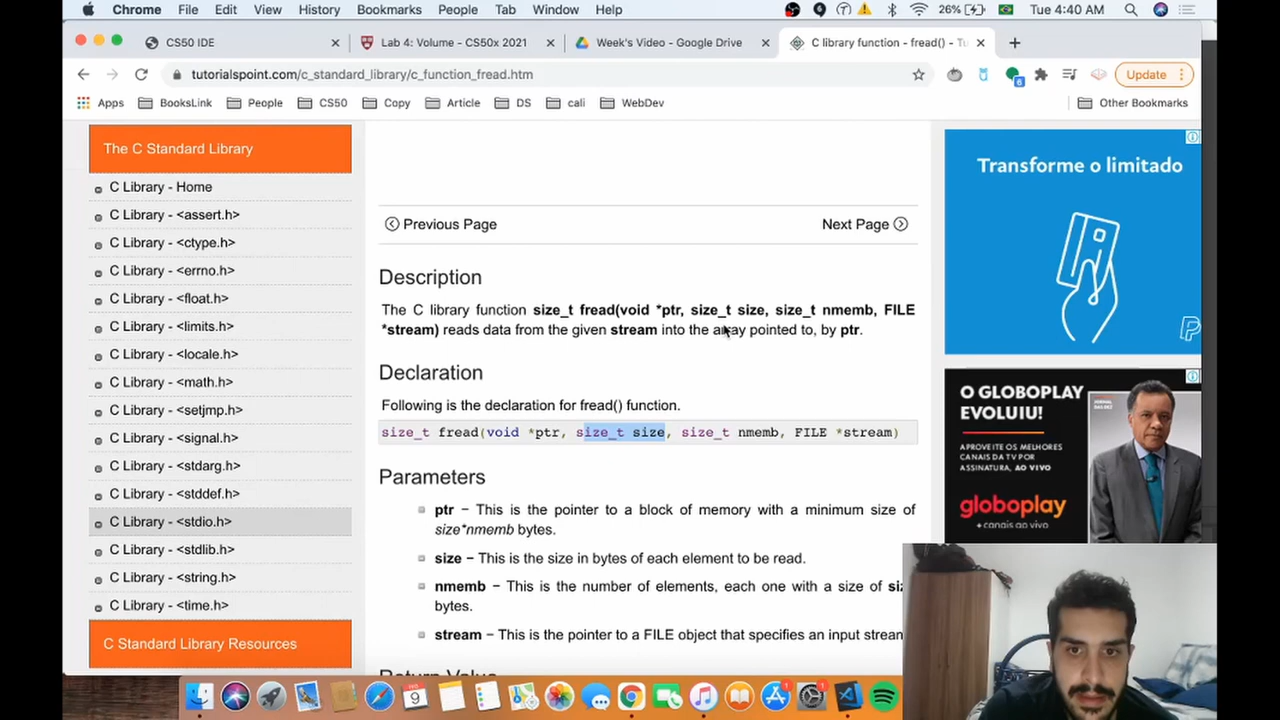 Chrome File Edit View History Bookmarks People Tab Window Help 26% Tue 4:40 AM
CS50 IDE × Lab 4: Volume - CS50x 2021 × Week's Video - Google Drive × C library function - fread() - Tu × +
tutorialspoint.com/c_standard_library/c_function_fread.htm 6 Update
Apps BooksLink People CS50 Copy Article DS cali WebDev Other Bookmarks
The C Standard Library
C Library - Home
C Library - <assert.h>
C Library - <ctype.h>
C Library - <errno.h>
C Library - <float.h>
C Library - <limits.h>
C Library - <locale.h>
C Library - <math.h>
C Library - <setjmp.h>
C Library - <signal.h>
C Library - <stdarg.h>
C Library - <stddef.h>
C Library - <stdio.h>
C Library - <stdlib.h>
C Library - <string.h>
C Library - <time.h>
C Standard Library Resources
Previous Page Next Page
Description
The C library function size_t fread(void *ptr, size_t size, size_t nmemb, FILE
*stream) reads data from the given stream into the array pointed to, by ptr.
Declaration
Following is the declaration for fread() function.
size_t fread(void *ptr, size_t size, size_t nmemb, FILE *stream)
Parameters
ptr − This is the pointer to a block of memory with a minimum size of
size*nmemb bytes.
size − This is the size in bytes of each element to be read.
nmemb − This is the number of elements, each one with a size of siz
bytes.
stream − This is the pointer to a FILE object that specifies an input stream
Return Value
Transforme o limitado
O GLOBOPLAY
EVOLUIU!
APROVEITE OS MELHORES
CANAIS DA TV POR
ASSINATURA, AO VIVO
globoplay
+ canais ao vivo
9